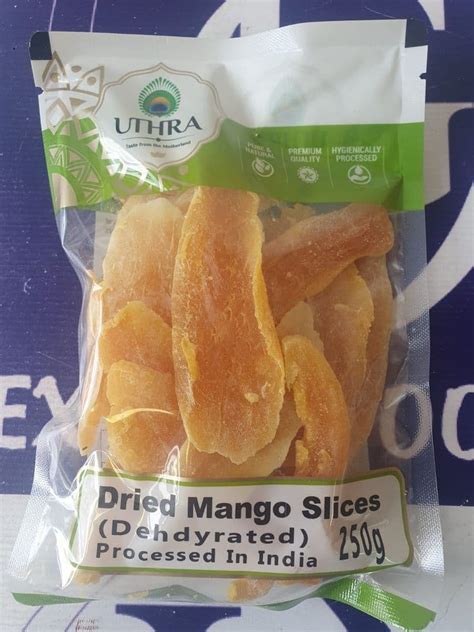 UTHRA
Taste from the Motherland
PURE &
NATURAL
PREMIUM
QUALITY
HYGIENICALLY
PROCESSED
Dried Mango Slices
(Dehdyrated)
Processed In India
250g